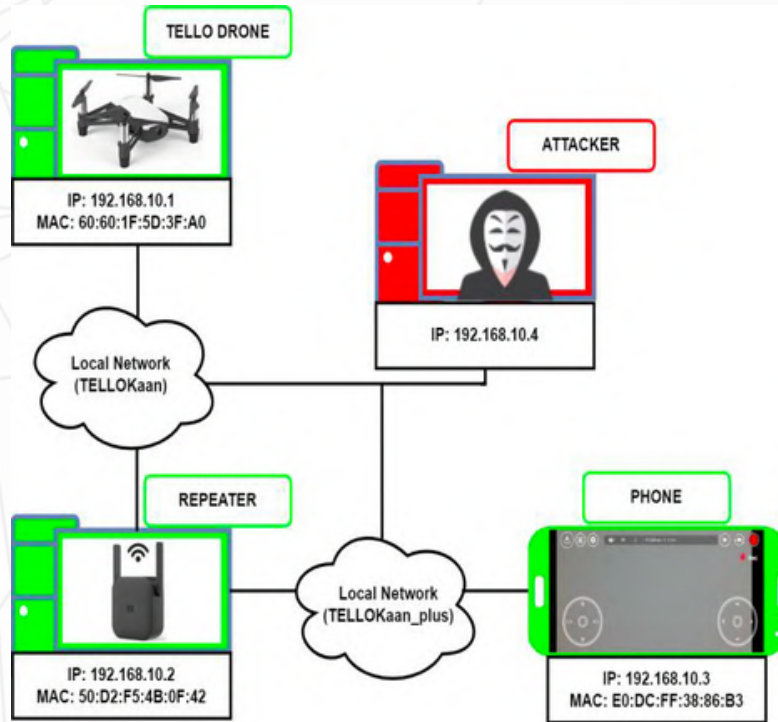 TELLO DRONE
IP: 192.168.10.1
MAC: 60:60:1F:5D:3F:A0
ATTACKER
IP: 192.168.10.4
Local Network
(TELLOKaan)
REPEATER
IP: 192.168.10.2
MAC: 50:D2:F5:4B:0F:42
Local Network
(TELLOKaan_plus)
PHONE
IP: 192.168.10.3
MAC: E0:DC:FF:38:86:B3